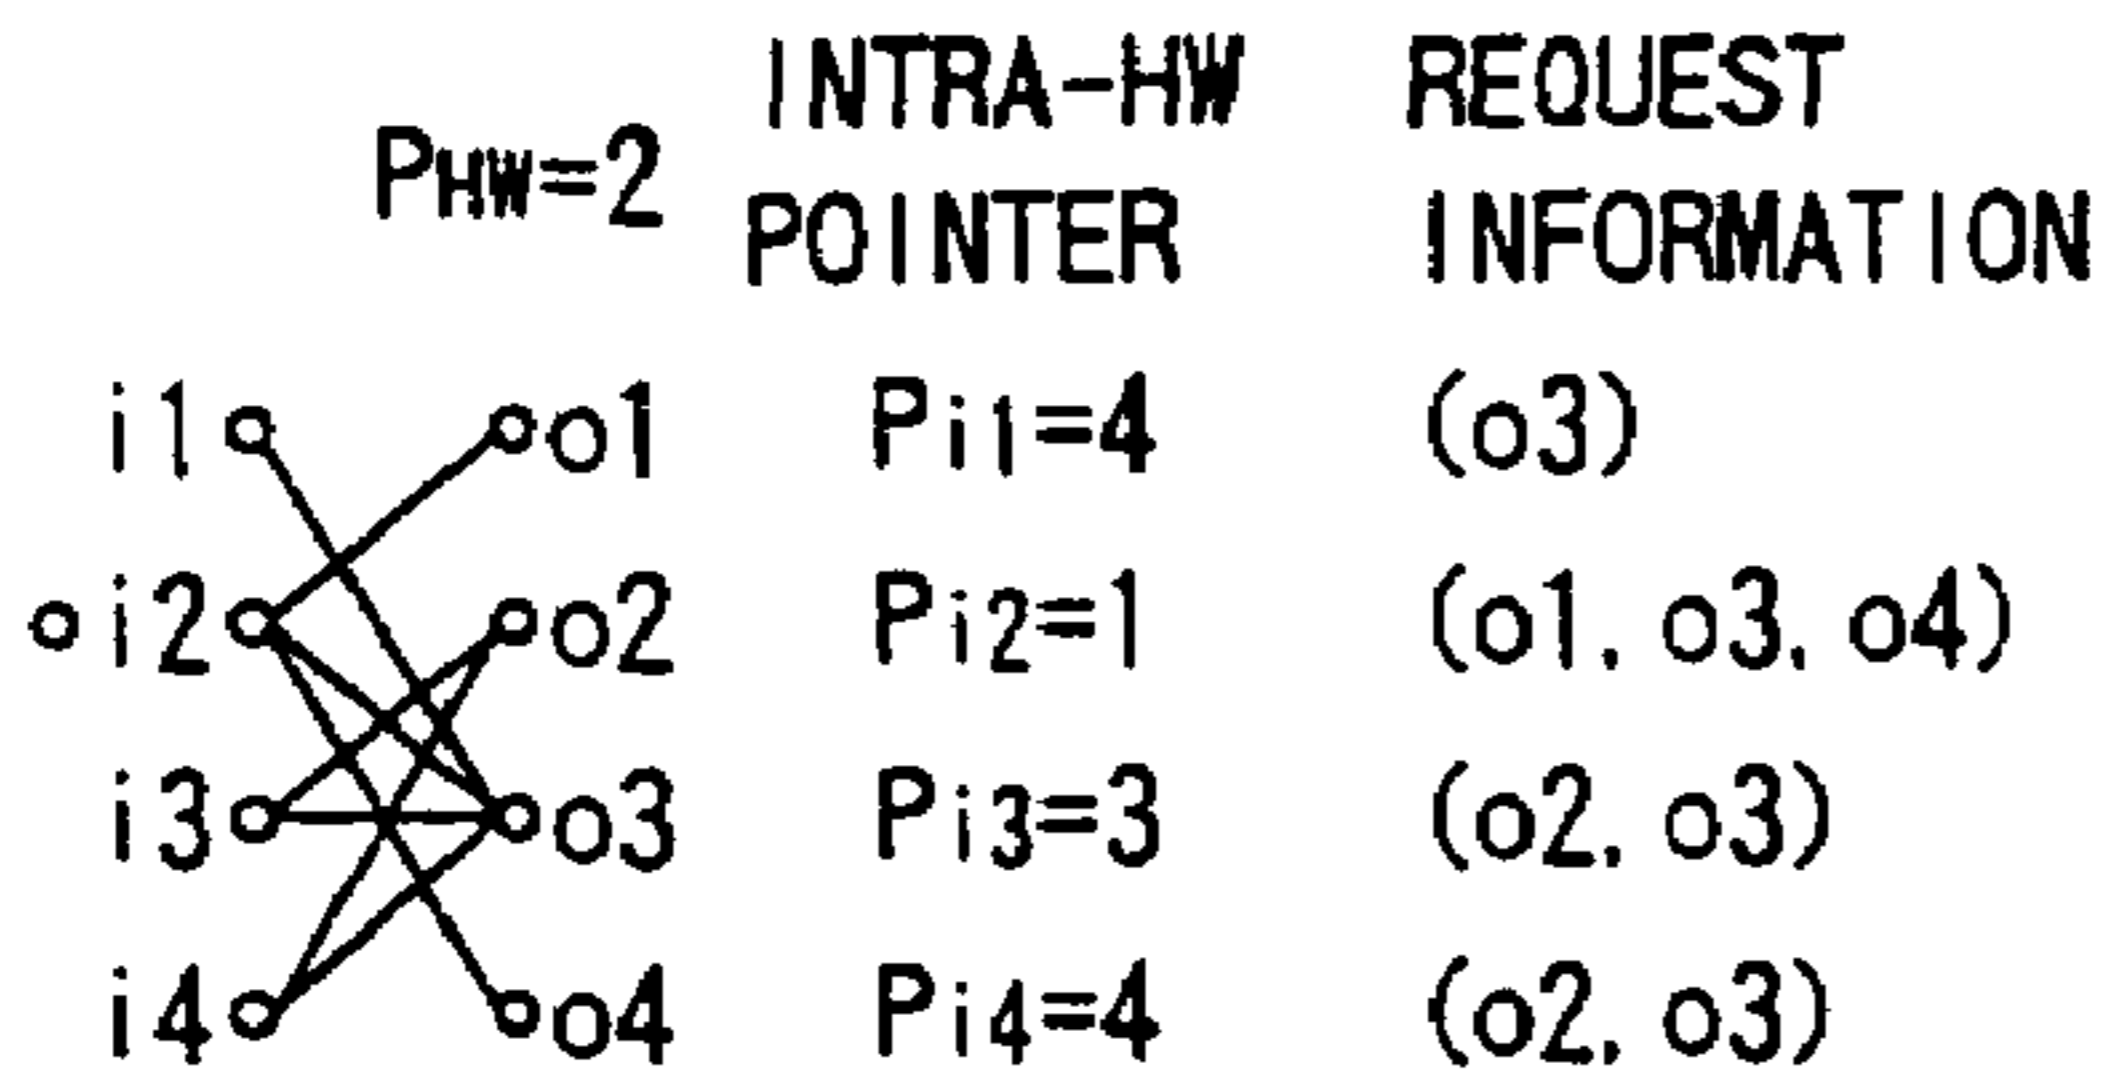 PHW=2 INTRA-HW POINTER REQUEST INFORMATION
i1 o1 Pi1=4 (o3)
o i2 o2 Pi2=1 (o1, o3, o4)
i3 o3 Pi3=3 (o2, o3)
i4 o4 Pi4=4 (o2, o3)